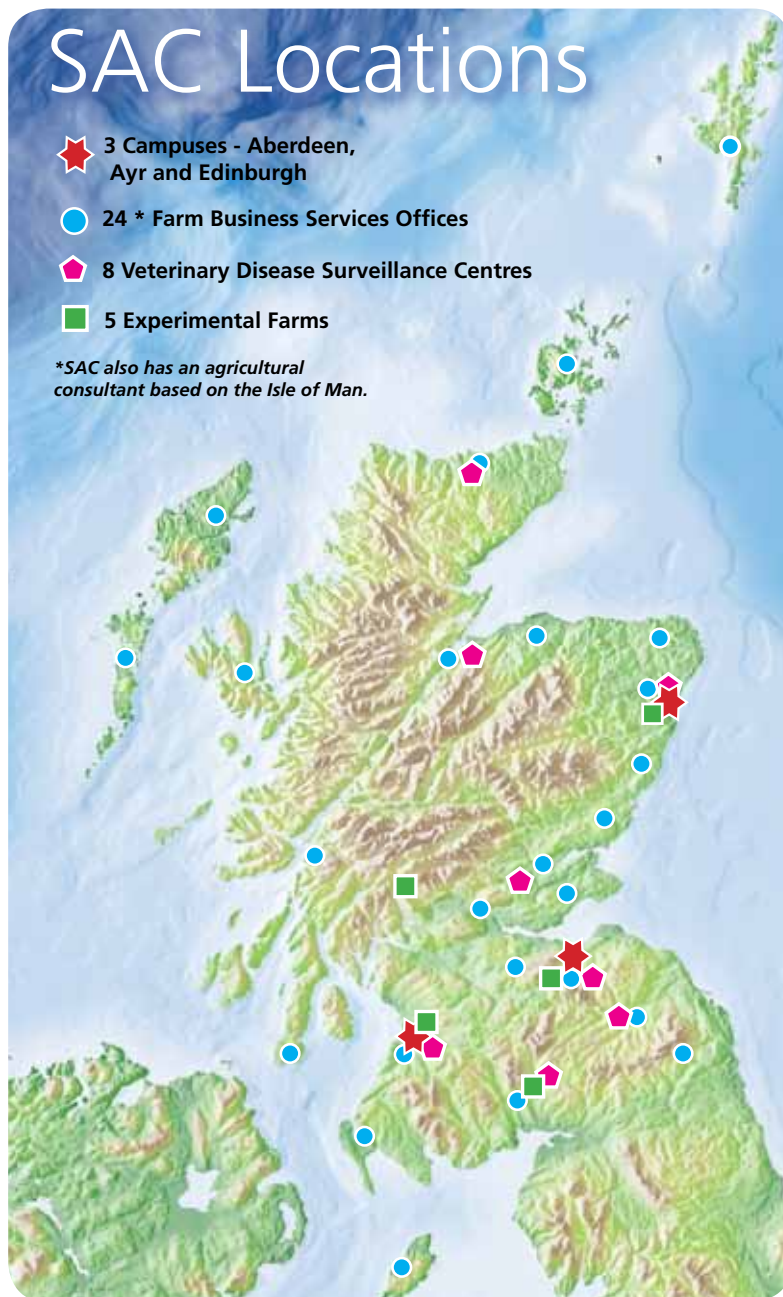 SAC Locations
3 Campuses - Aberdeen,
Ayr and Edinburgh
24 * Farm Business Services Offices
8 Veterinary Disease Surveillance Centres
5 Experimental Farms
*SAC also has an agricultural
consultant based on the Isle of Man.